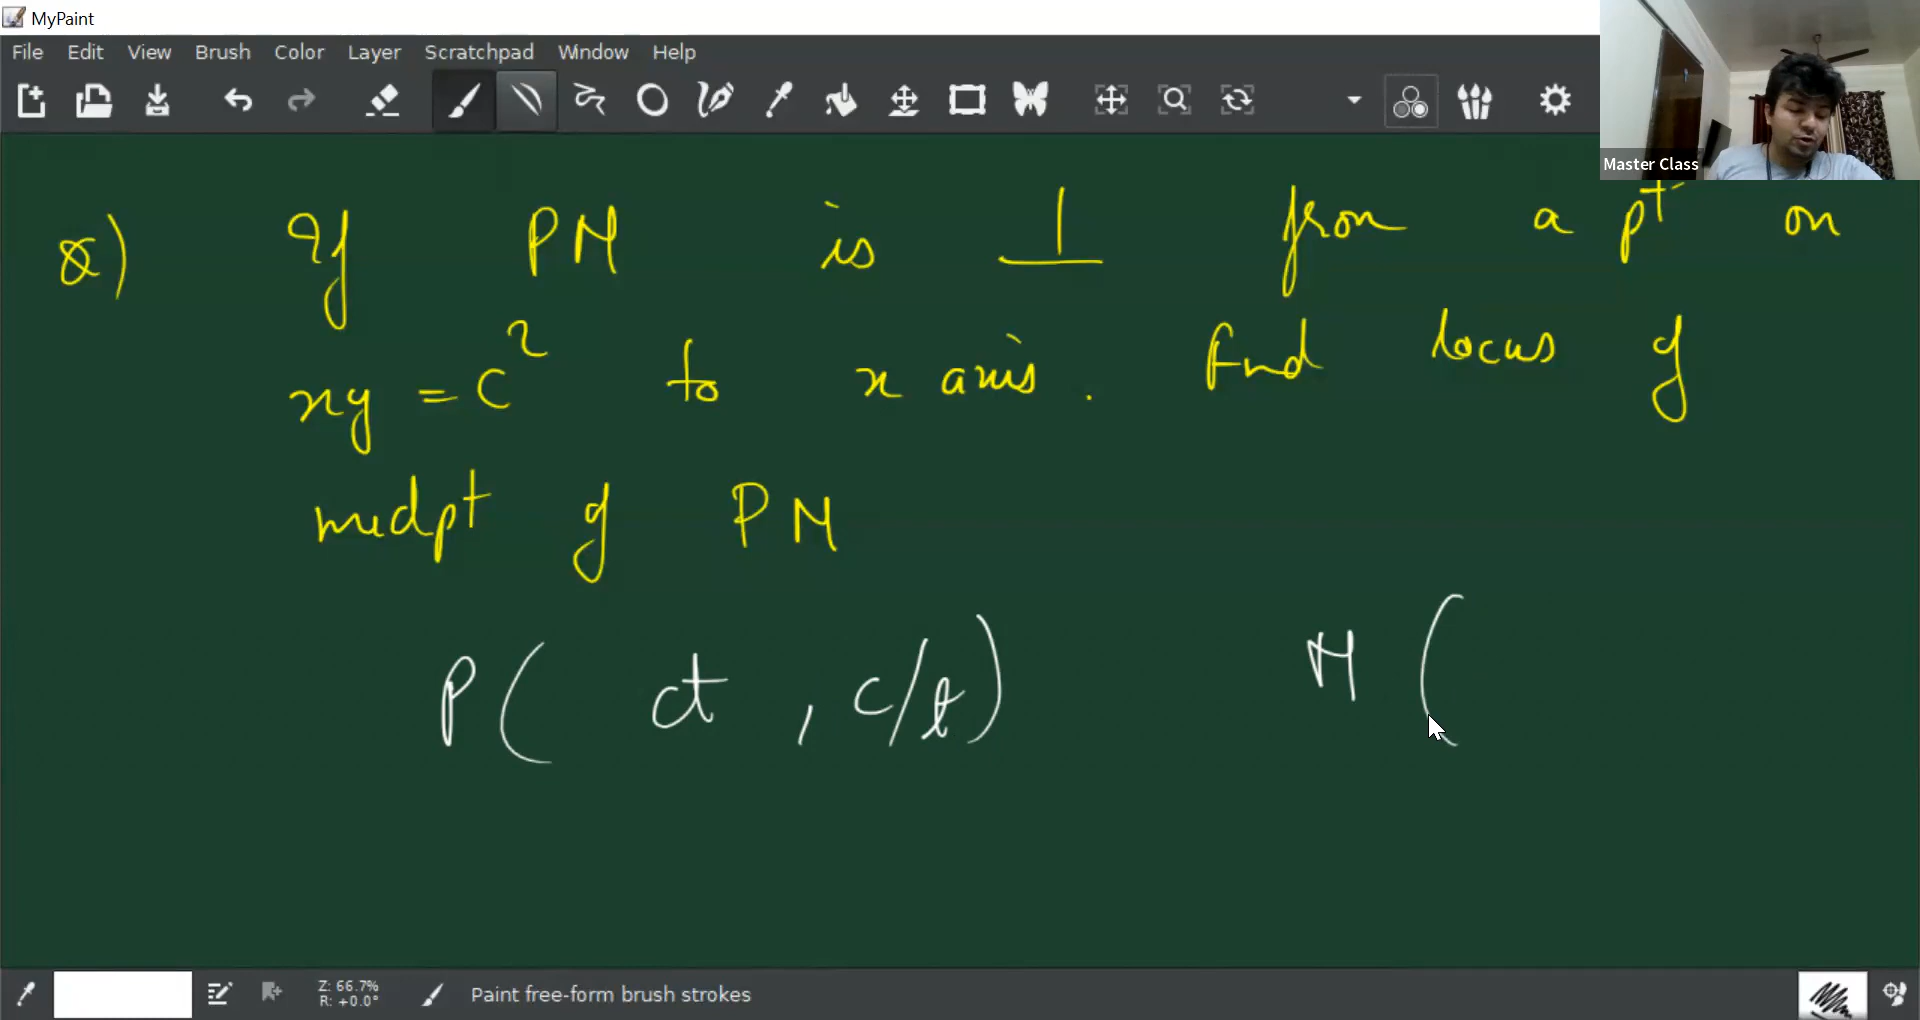 MyPaint
File Edit View Brush Color Layer Scratchpad Window Help
Master Class
Q) If PM is ⊥ from a pt on
xy = c² to x axis. Find locus of
midpt of PM
P( ct , c/t) M (
Z: 66.7%
R: +0.0°
Paint free-form brush strokes